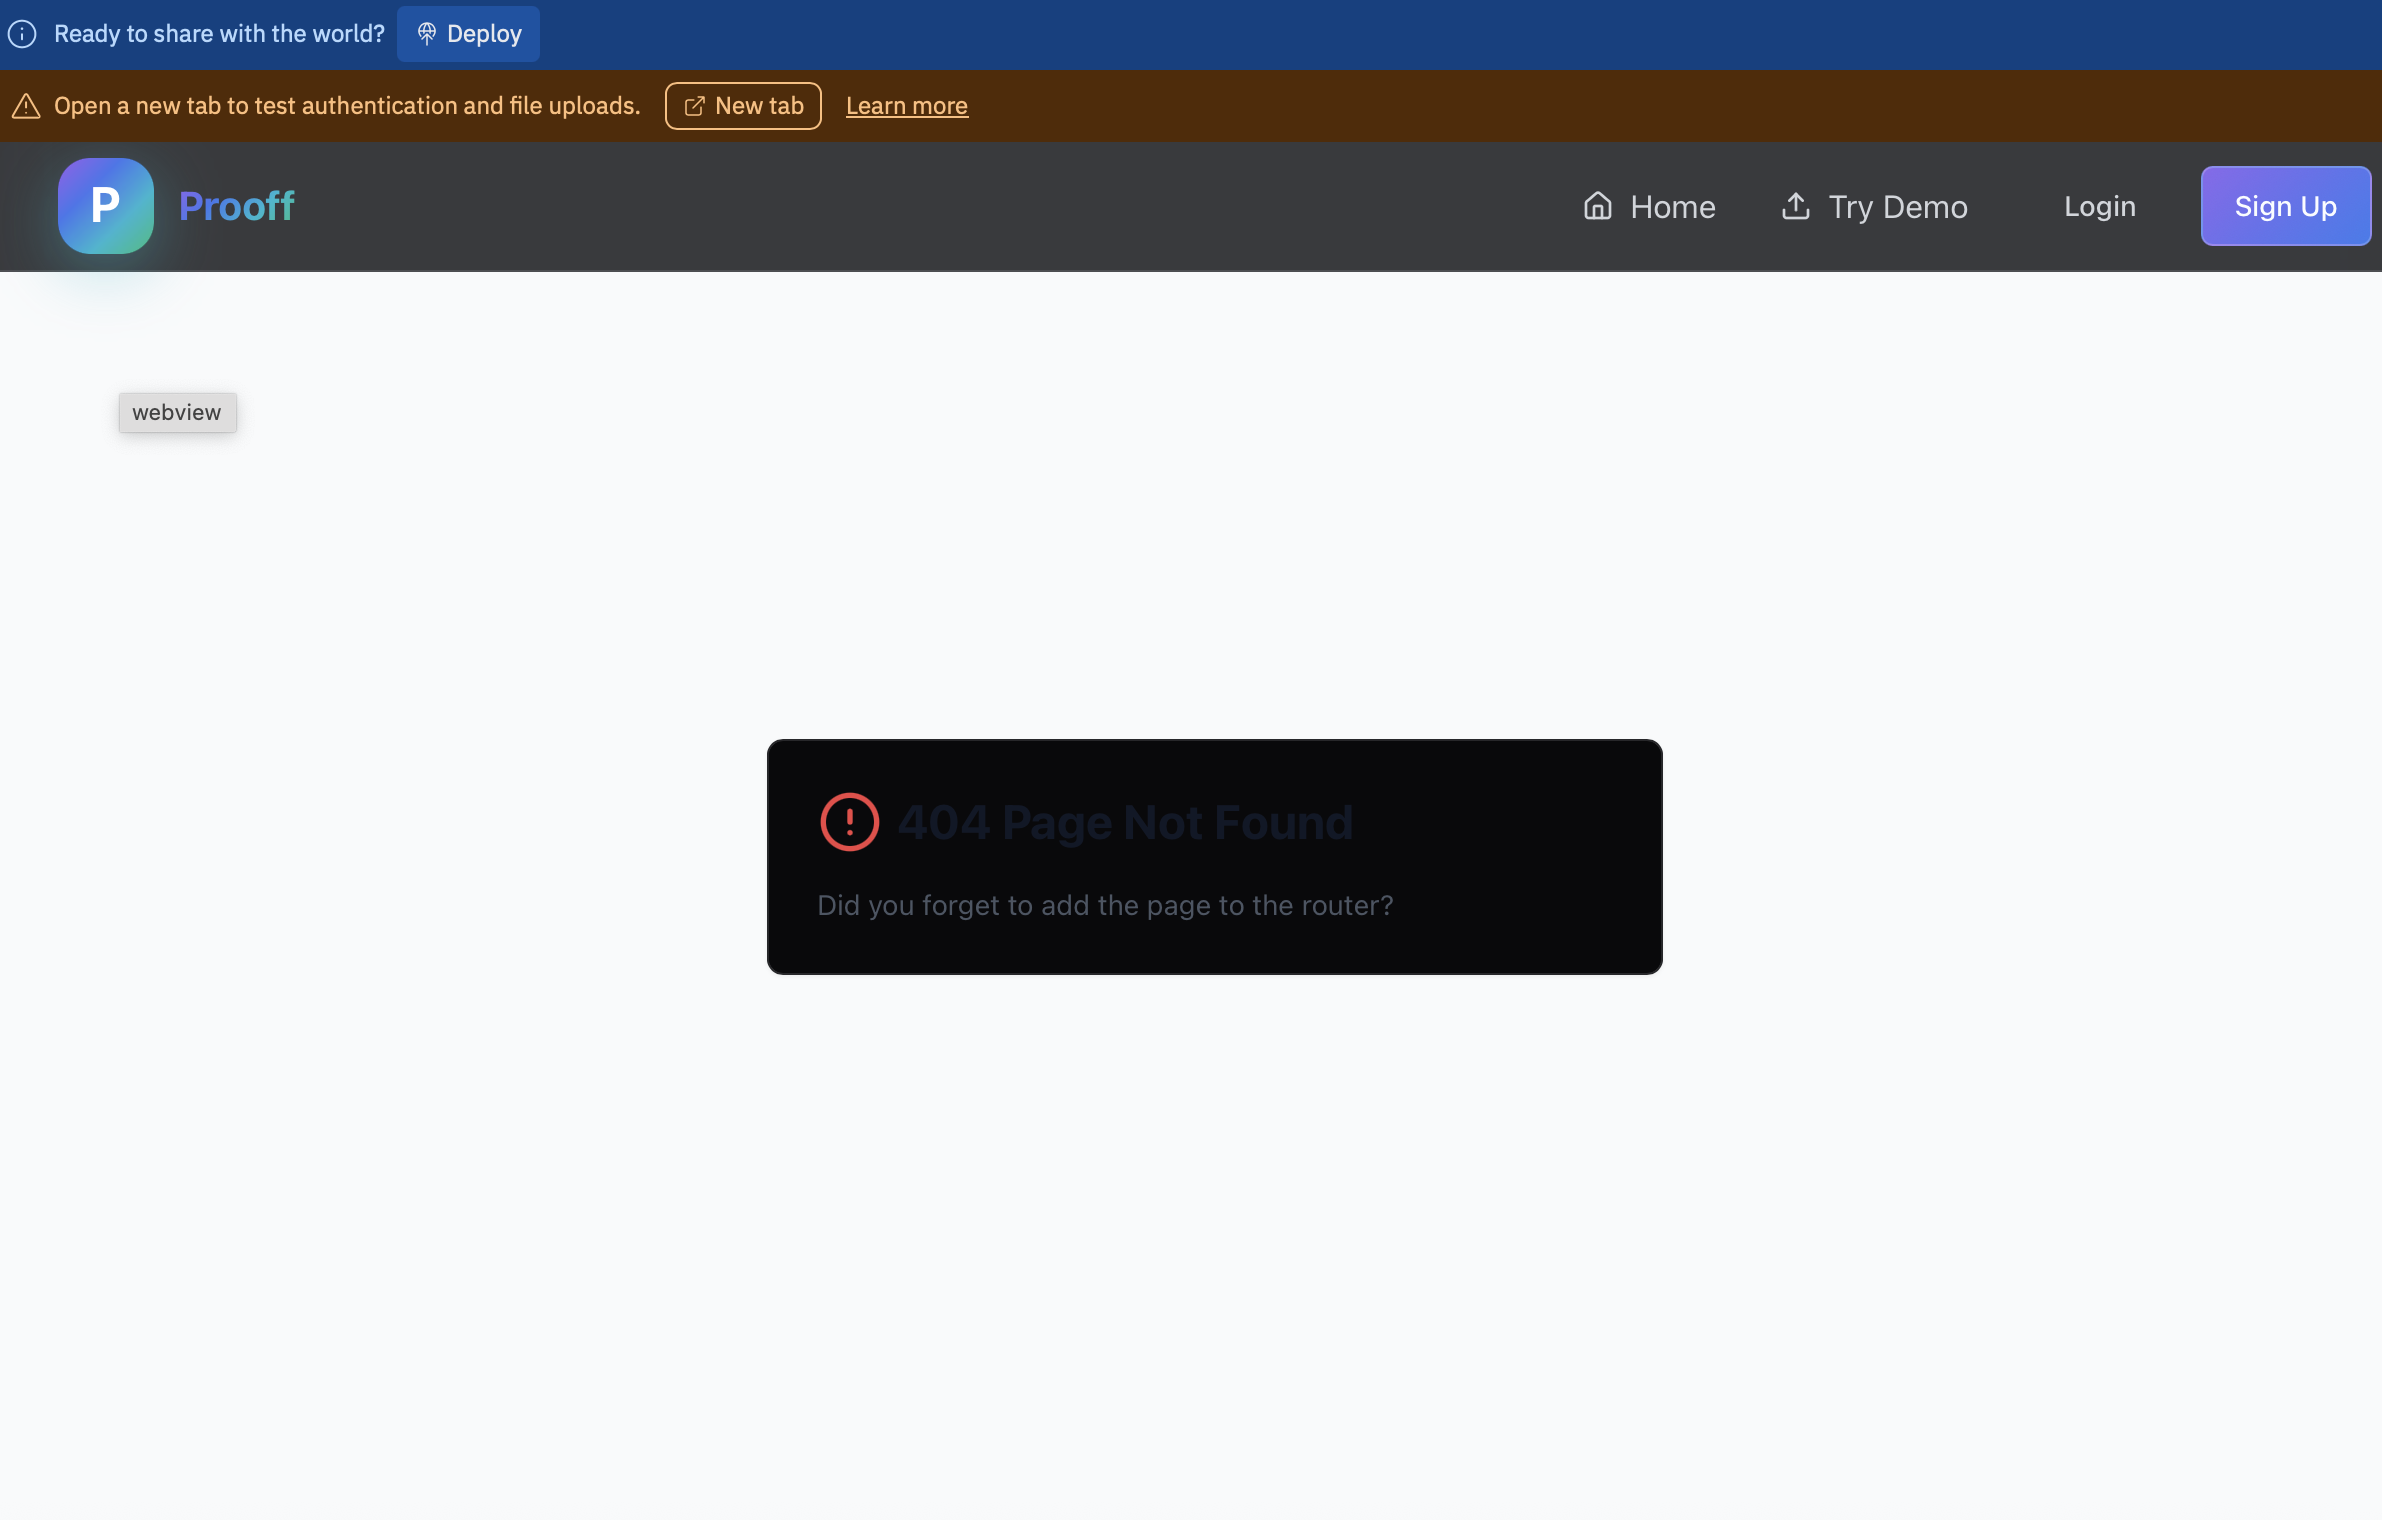 Ready to share with the world? Deploy
Open a new tab to test authentication and file uploads. New tab Learn more
P Prooff Home Try Demo Login Sign Up
webview
404 Page Not Found
Did you forget to add the page to the router?